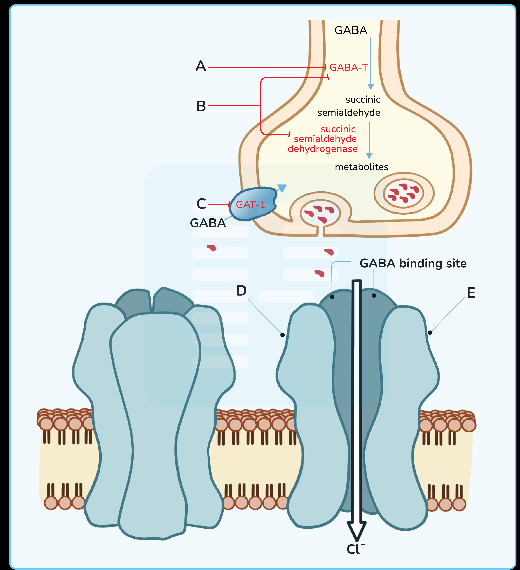 GABA
A
GABA-T
B
succinic
semialdehyde
succinic
semialdehyde
dehydrogenase
metabolites
C
GAT-1
GABA
GABA binding site
D
E
Cl⁻